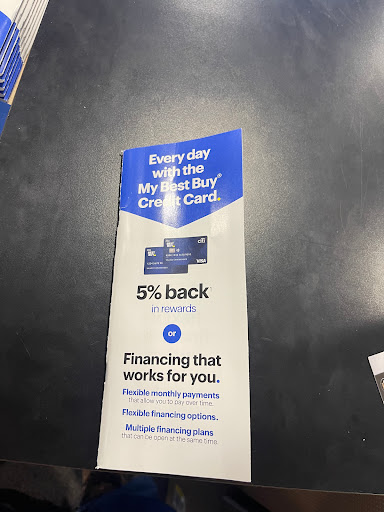 Every day
with the
My Best Buy®
Credit Card.
citi
VISA
5% back
in rewards
or
Financing that
works for you.
Flexible monthly payments
that allow you to pay over time.
Flexible financing options.
Multiple financing plans
that can be open at the same time.